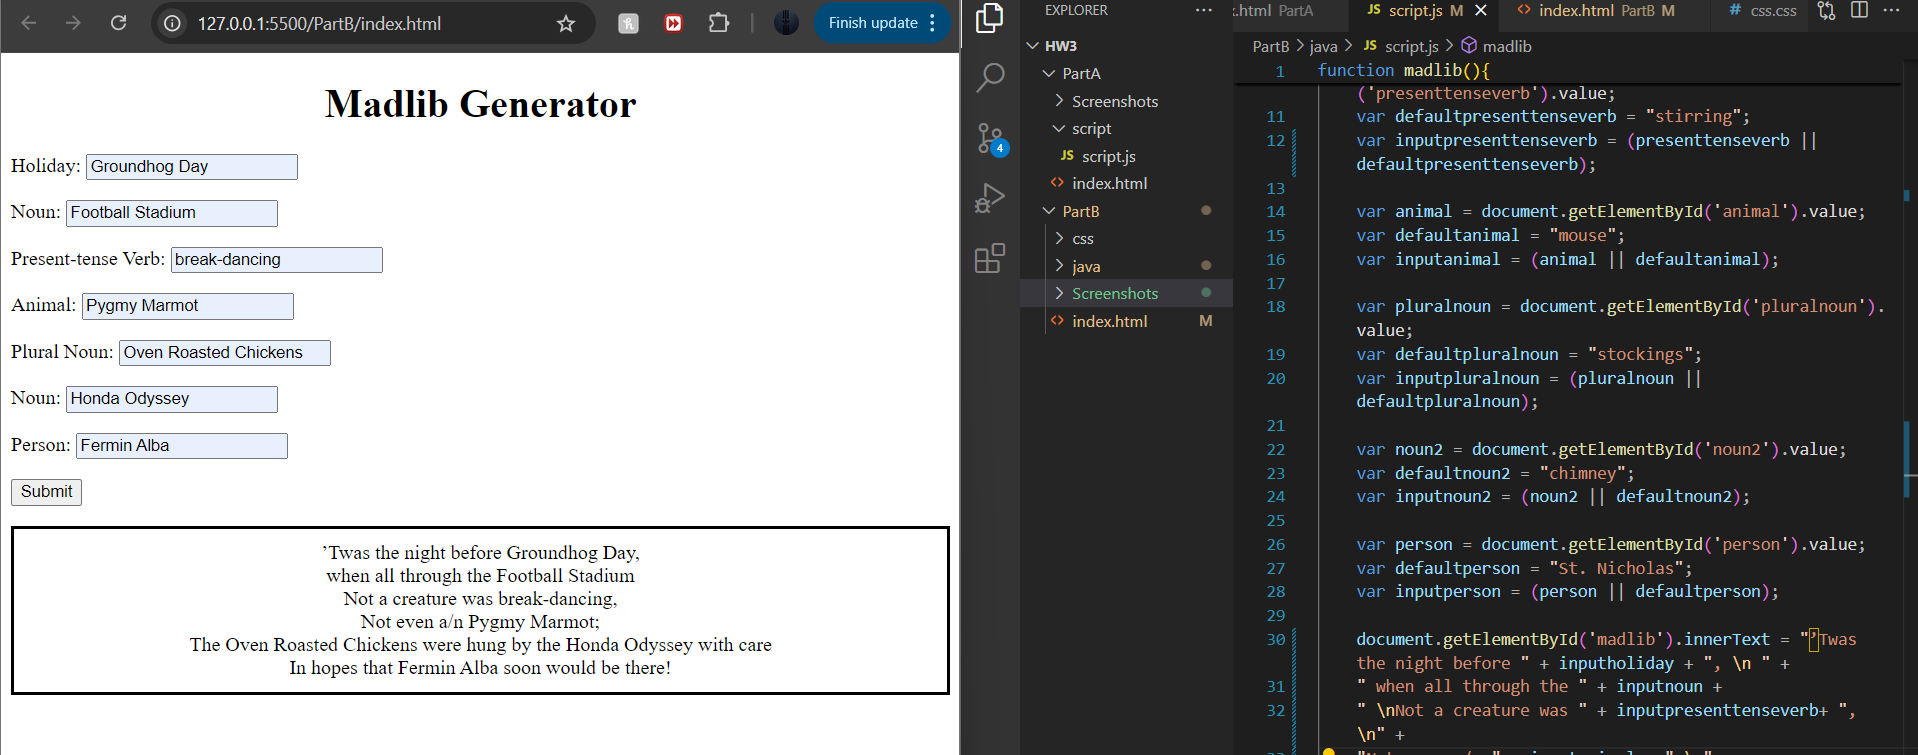 127.0.0.1:5500/PartB/index.html
Finish update
Madlib Generator
Holiday: Groundhog Day
Noun: Football Stadium
Present-tense Verb: break-dancing
Animal: Pygmy Marmot
Plural Noun: Oven Roasted Chickens
Noun: Honda Odyssey
Person: Fermin Alba
Submit
’Twas the night before Groundhog Day,
when all through the Football Stadium
Not a creature was break-dancing,
Not even a/n Pygmy Marmot;
The Oven Roasted Chickens were hung by the Honda Odyssey with care
In hopes that Fermin Alba soon would be there!
4
EXPLORER ···
HW3
PartA
Screenshots
script
JS script.js
<> index.html
PartB
css
java
Screenshots
<> index.html M
.html PartA
JS script.js M
<> index.html PartB M
# css.css
···
PartB > java > JS script.js > madlib
1 function madlib(){
('presenttenseverb').value;
11 var defaultpresenttenseverb = "stirring";
12 var inputpresenttenseverb = (presenttenseverb ||
defaultpresenttenseverb);
13
14 var animal = document.getElementById('animal').value;
15 var defaultanimal = "mouse";
16 var inputanimal = (animal || defaultanimal);
17
18 var pluralnoun = document.getElementById('pluralnoun').
value;
19 var defaultpluralnoun = "stockings";
20 var inputpluralnoun = (pluralnoun ||
defaultpluralnoun);
21
22 var noun2 = document.getElementById('noun2').value;
23 var defaultnoun2 = "chimney";
24 var inputnoun2 = (noun2 || defaultnoun2);
25
26 var person = document.getElementById('person').value;
27 var defaultperson = "St. Nicholas";
28 var inputperson = (person || defaultperson);
29
30 document.getElementById('madlib').innerText = "’Twas
the night before " + inputholiday + ", \n " +
31 " when all through the " + inputnoun +
32 " \nNot a creature was " + inputpresenttenseverb+ ",
\n" +